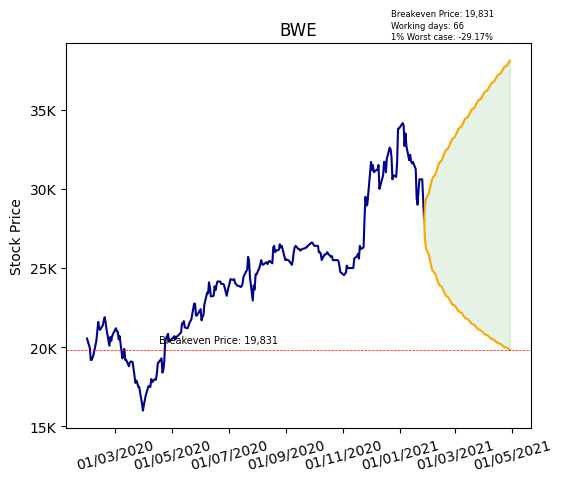 Breakeven Price: 19,831
Working days: 66
1% Worst case: -29.17%
BWE
Stock Price
35K
30K
25K
20K
15K
Breakeven Price: 19,831
01/03/2020
01/05/2020
01/07/2020
01/09/2020
01/11/2020
01/01/2021
01/03/2021
01/05/2021